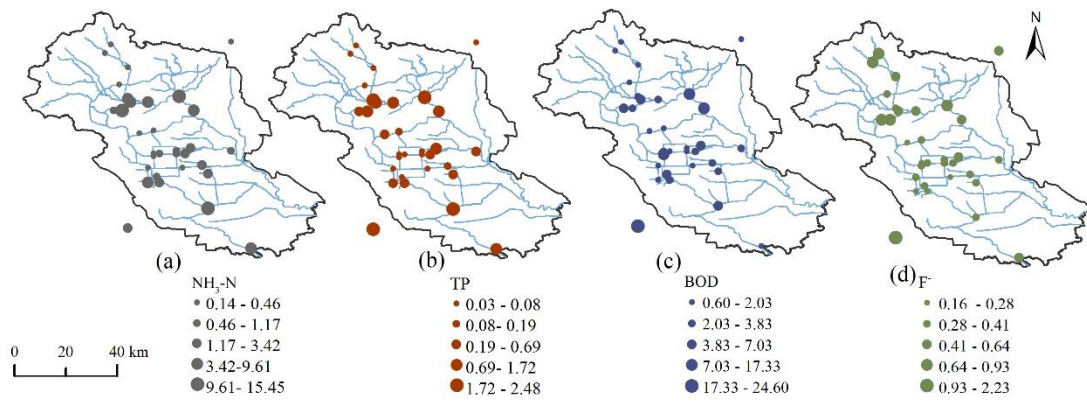 N
(a)
(b)
(c)
(d)
NH₃-N
0.14 - 0.46
0.46 - 1.17
1.17 - 3.42
3.42-9.61
9.61- 15.45
TP
0.03 - 0.08
0.08- 0.19
0.19 - 0.69
0.69- 1.72
1.72 - 2.48
BOD
0.60 - 2.03
2.03 - 3.83
3.83 - 7.03
7.03 - 17.33
17.33 - 24.60
F⁻
0.16 - 0.28
0.28 - 0.41
0.41 - 0.64
0.64 - 0.93
0.93 - 2.23
0 20 40 km